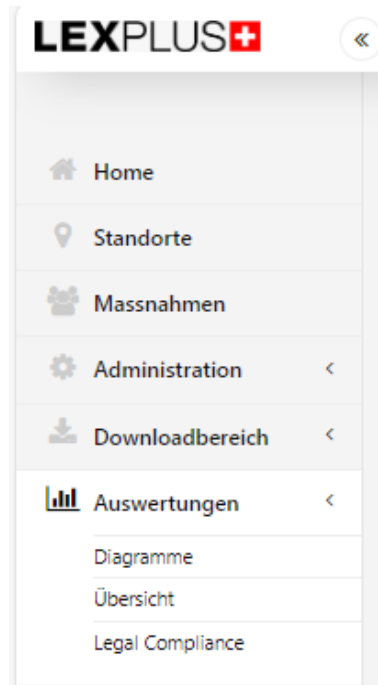 LEXPLUS
Home
Standorte
Massnahmen
Administration
Downloadbereich
Auswertungen
Diagramme
Übersicht
Legal Compliance